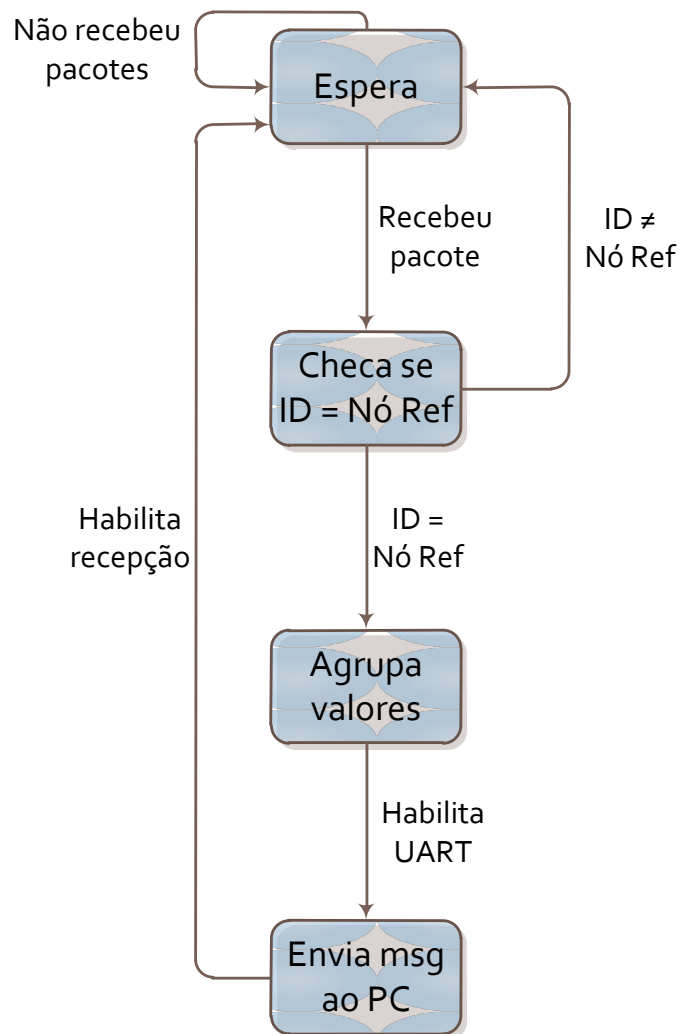 Não recebeu
pacotes
Espera
Recebeu
pacote
ID ≠
Nó Ref
Checa se
ID = Nó Ref
Habilita
recepção
ID =
Nó Ref
Agrupa
valores
Habilita
UART
Envia msg
ao PC